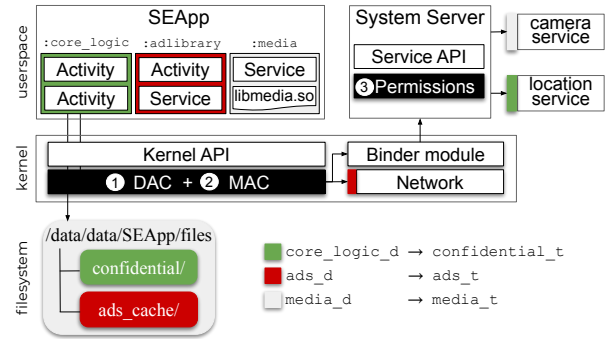 SEApp
:core_logic :adlibrary :media
Activity Activity Service
Activity Service libmedia.so
System Server
Service API
3 Permissions
camera
service
location
service
userspace
kernel
Kernel API
1 DAC + 2 MAC
Binder module
Network
filesystem
/data/data/SEApp/files
confidential/
ads_cache/
core_logic_d → confidential_t
ads_d → ads_t
media_d → media_t